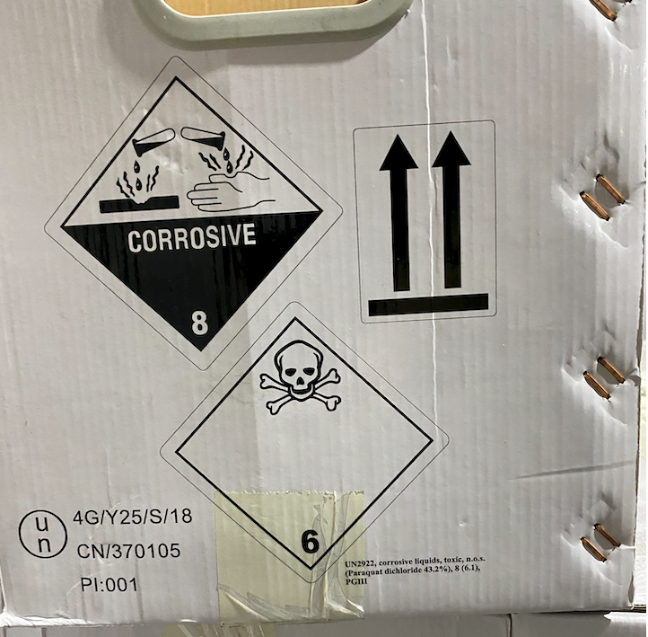 CORROSIVE
8
6
un
4G/Y25/S/18
CN/370105
PI:001
UN2922, corrosive liquids, toxic, n.o.s.
(Paraquat dichloride 43.2%), 8 (6.1),
PGIII